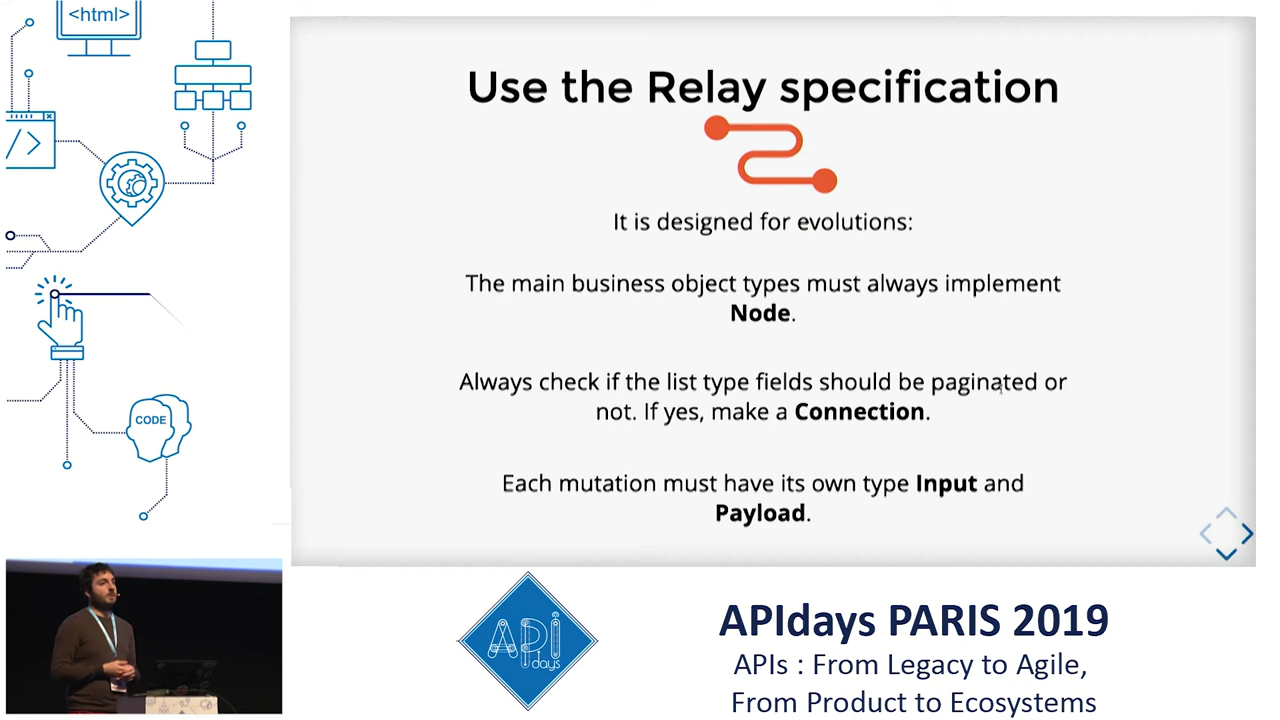 <html>
</>
CODE
Use the Relay specification
It is designed for evolutions:
The main business object types must always implement
Node.
Always check if the list type fields should be paginated or
not. If yes, make a Connection.
Each mutation must have its own type Input and
Payload.
API
days
APIdays PARIS 2019
APIs : From Legacy to Agile,
From Product to Ecosystems